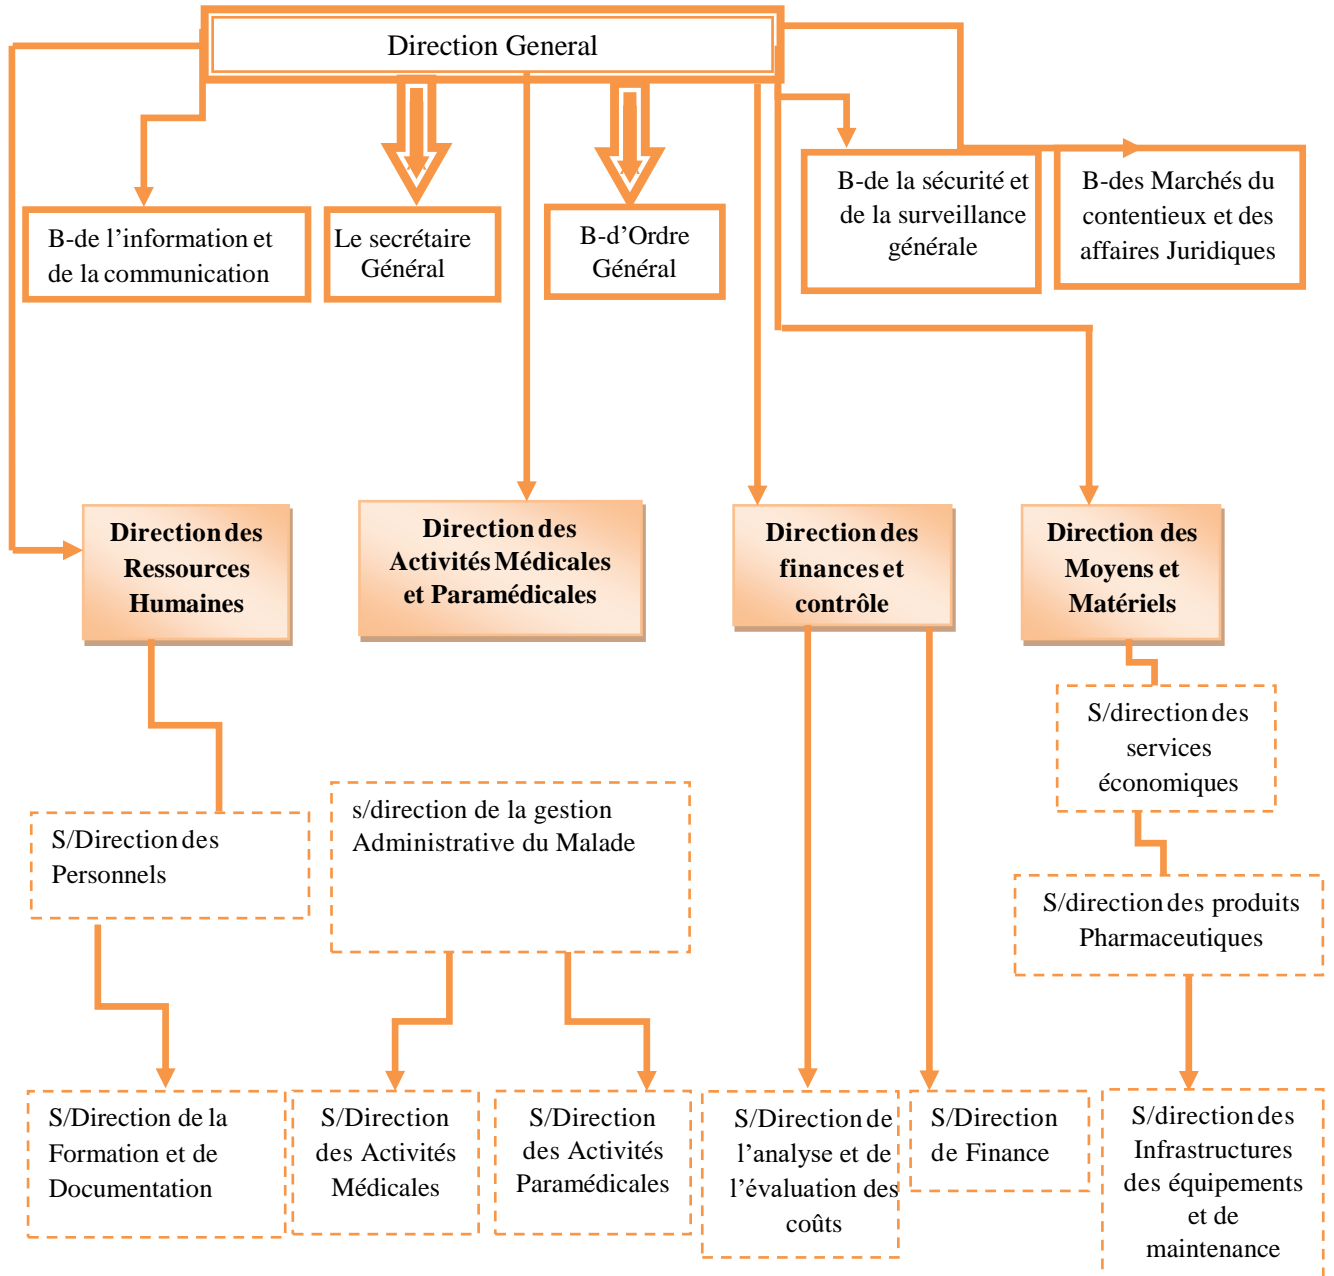 Direction General
B-de l’information et
de la communication
Le secrétaire
Général
B-d’Ordre
Général
B-de la sécurité et
de la surveillance
générale
B-des Marchés du
contentieux et des
affaires Juridiques
Direction des
Ressources
Humaines
Direction des
Activités Médicales
et Paramédicales
Direction des
finances et
contrôle
Direction des
Moyens et
Matériels
S/direction des
services
économiques
s/direction de la gestion
Administrative du Malade
S/Direction des
Personnels
S/direction des produits
Pharmaceutiques
S/Direction de la
Formation et de
Documentation
S/Direction
des Activités
Médicales
S/Direction
des Activités
Paramédicales
S/Direction de
l’analyse et de
l’évaluation des
coûts
S/Direction
de Finance
S/direction des
Infrastructures
des équipements
et de
maintenance